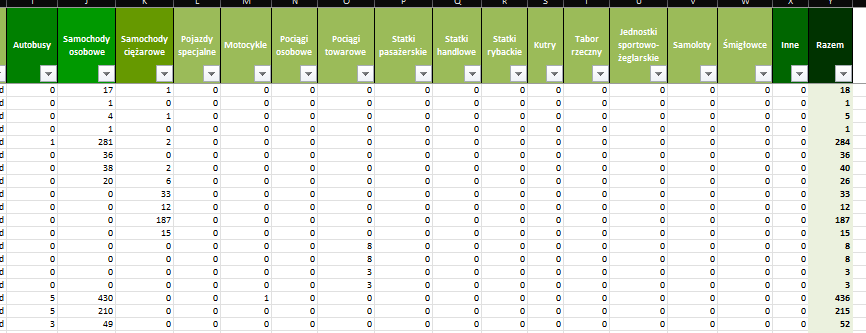 I J K L M N O P Q R S T U V W X Y
Autobusy
Samochody
osobowe
Samochody
ciężarowe
Pojazdy
specjalne
Motocykle
Pociągi
osobowe
Pociągi
towarowe
Statki
pasażerskie
Statki
handlowe
Statki
rybackie
Kutry
Tabor
rzeczny
Jednostki
sportowo-
żeglarskie
Samoloty
Śmigłowce
Inne
Razem
d 0 17 1 0 0 0 0 0 0 0 0 0 0 0 0 0 18
d 0 1 0 0 0 0 0 0 0 0 0 0 0 0 0 0 1
d 0 4 1 0 0 0 0 0 0 0 0 0 0 0 0 0 5
d 0 1 0 0 0 0 0 0 0 0 0 0 0 0 0 0 1
d 1 281 2 0 0 0 0 0 0 0 0 0 0 0 0 0 284
d 0 36 0 0 0 0 0 0 0 0 0 0 0 0 0 0 36
d 0 38 2 0 0 0 0 0 0 0 0 0 0 0 0 0 40
d 0 20 6 0 0 0 0 0 0 0 0 0 0 0 0 0 26
d 0 0 33 0 0 0 0 0 0 0 0 0 0 0 0 0 33
d 0 0 12 0 0 0 0 0 0 0 0 0 0 0 0 0 12
d 0 0 187 0 0 0 0 0 0 0 0 0 0 0 0 0 187
d 0 0 15 0 0 0 0 0 0 0 0 0 0 0 0 0 15
d 0 0 0 0 0 0 8 0 0 0 0 0 0 0 0 0 8
d 0 0 0 0 0 0 8 0 0 0 0 0 0 0 0 0 8
d 0 0 0 0 0 0 3 0 0 0 0 0 0 0 0 0 3
d 0 0 0 0 0 0 3 0 0 0 0 0 0 0 0 0 3
d 5 430 0 0 1 0 0 0 0 0 0 0 0 0 0 0 436
d 5 210 0 0 0 0 0 0 0 0 0 0 0 0 0 0 215
d 3 49 0 0 0 0 0 0 0 0 0 0 0 0 0 0 52